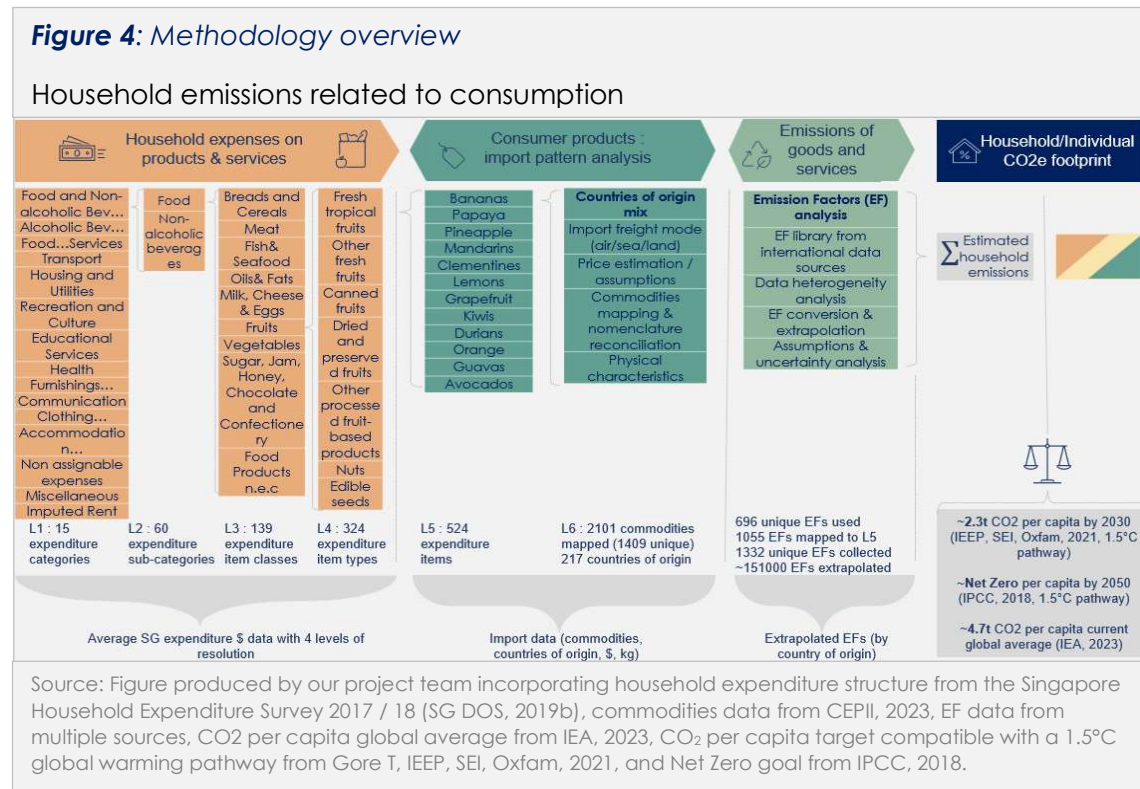 Figure 4: Methodology overview
Household emissions related to consumption
Household expenses on
products & services
Consumer products :
import pattern analysis
Emissions of
goods and
services
Household/Individual
CO2e footprint
Food and Non-
alcoholic Bev...
Alcoholic Bev...
Food...Services
Transport
Housing and
Utilities
Recreation and
Culture
Educational
Services
Health
Furnishings...
Communication
Clothing...
Accommodatio
n...
Non assignable
expenses
Miscellaneous
Imputed Rent
Food
Non-
alcoholic
beverag
es
Breads and
Cereals
Meat
Fish&
Seafood
Oils& Fats
Milk, Cheese
& Eggs
Fruits
Vegetables
Sugar, Jam,
Honey,
Chocolate
and
Confectione
ry
Food
Products
n.e.c
Fresh
tropical
fruits
Other
fresh
fruits
Canned
fruits
Dried
and
preserve
d fruits
Other
processe
d fruit-
based
products
Nuts
Edible
seeds
Bananas
Papaya
Pineapple
Mandarins
Clementines
Lemons
Grapefruit
Kiwis
Durians
Orange
Guavas
Avocados
Countries of origin
mix
Import freight mode
(air/sea/land)
Price estimation /
assumptions
Commodities
mapping &
nomenclature
reconciliation
Physical
characteristics
Emission Factors (EF)
analysis
EF library from
international data
sources
Data heterogeneity
analysis
EF conversion &
extrapolation
Assumptions &
uncertainty analysis
∑ Estimated
household
emissions
L1 : 15
expenditure
categories
L2 : 60
expenditure
sub-categories
L3 : 139
expenditure
item classes
L4 : 324
expenditure
item types
L5 : 524
expenditure
items
L6 : 2101 commodities
mapped (1409 unique)
217 countries of origin
696 unique EFs used
1055 EFs mapped to L5
1332 unique EFs collected
~151000 EFs extrapolated
~2.3t CO2 per capita by 2030
(IEEP, SEI, Oxfam, 2021, 1.5°C
pathway)
~Net Zero per capita by 2050
(IPCC, 2018, 1.5°C pathway)
~4.7t CO2 per capita current
global average (IEA, 2023)
Average SG expenditure $ data with 4 levels of
resolution
Import data (commodities,
countries of origin, $, kg)
Extrapolated EFs (by
country of origin)
Source: Figure produced by our project team incorporating household expenditure structure from the Singapore
Household Expenditure Survey 2017 / 18 (SG DOS, 2019b), commodities data from CEPII, 2023, EF data from
multiple sources, CO2 per capita global average from IEA, 2023, CO₂ per capita target compatible with a 1.5°C
global warming pathway from Gore T, IEEP, SEI, Oxfam, 2021, and Net Zero goal from IPCC, 2018.